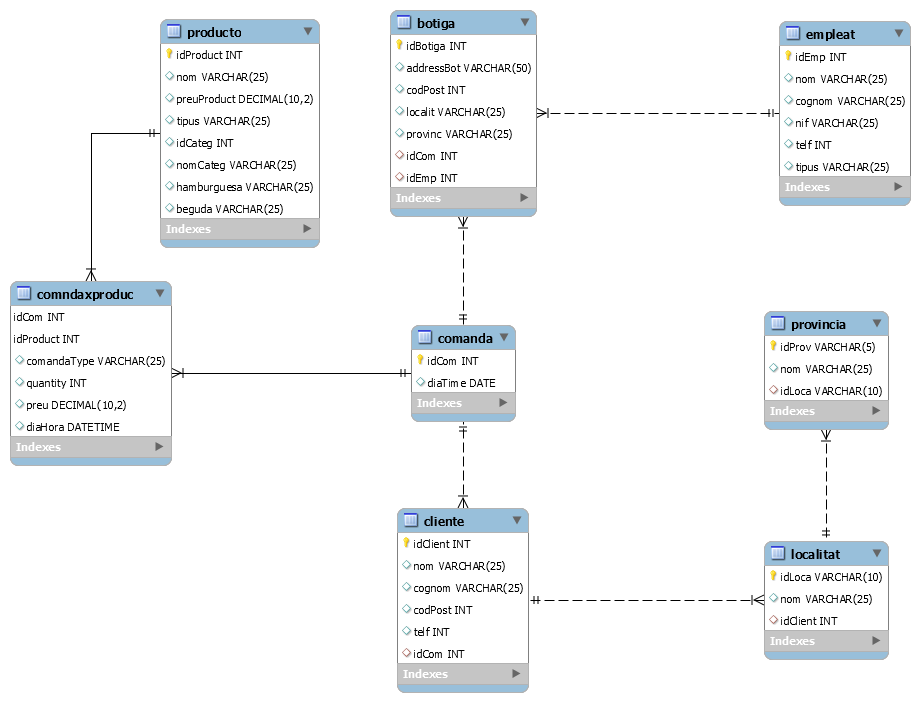 producto
idProduct INT
nom VARCHAR(25)
preuProduct DECIMAL(10,2)
tipus VARCHAR(25)
idCateg INT
nomCateg VARCHAR(25)
hamburguesa VARCHAR(25)
beguda VARCHAR(25)
Indexes
botiga
idBotiga INT
addressBot VARCHAR(50)
codPost INT
localit VARCHAR(25)
provinc VARCHAR(25)
idCom INT
idEmp INT
Indexes
empleat
idEmp INT
nom VARCHAR(25)
cognom VARCHAR(25)
nif VARCHAR(25)
telf INT
tipus VARCHAR(25)
Indexes
comndaxproduc
idCom INT
idProduct INT
comandaType VARCHAR(25)
quantity INT
preu DECIMAL(10,2)
diaHora DATETIME
Indexes
comanda
idCom INT
diaTime DATE
Indexes
provincia
idProv VARCHAR(5)
nom VARCHAR(25)
idLoca VARCHAR(10)
Indexes
cliente
idClient INT
nom VARCHAR(25)
cognom VARCHAR(25)
codPost INT
telf INT
idCom INT
Indexes
localitat
idLoca VARCHAR(10)
nom VARCHAR(25)
idClient INT
Indexes